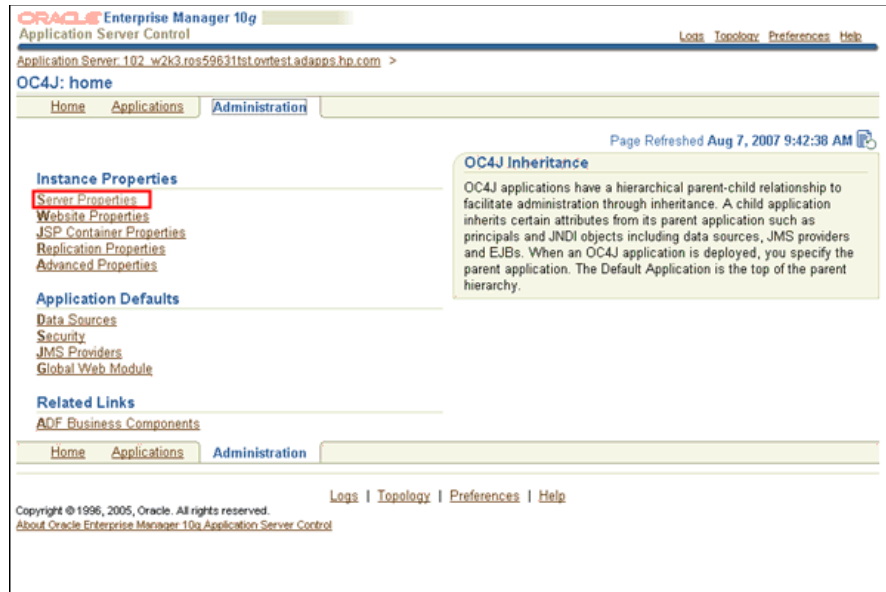 ORACLE Enterprise Manager 10g
Application Server Control
Logs Topology Preferences Help
Application Server: 102_w2k3.ros59631tst.ovrtest.adapps.hp.com >
OC4J: home
Home Applications Administration
Page Refreshed Aug 7, 2007 9:42:38 AM
Instance Properties
Server Properties
Website Properties
JSP Container Properties
Replication Properties
Advanced Properties
Application Defaults
Data Sources
Security
JMS Providers
Global Web Module
Related Links
ADF Business Components
OC4J Inheritance
OC4J applications have a hierarchical parent-child relationship to
facilitate administration through inheritance. A child application
inherits certain attributes from its parent application such as
principals and JNDI objects including data sources, JMS providers
and EJBs. When an OC4J application is deployed, you specify the
parent application. The Default Application is the top of the parent
hierarchy.
Home Applications Administration
Logs | Topology | Preferences | Help
Copyright © 1996, 2005, Oracle. All rights reserved.
About Oracle Enterprise Manager 10g Application Server Control